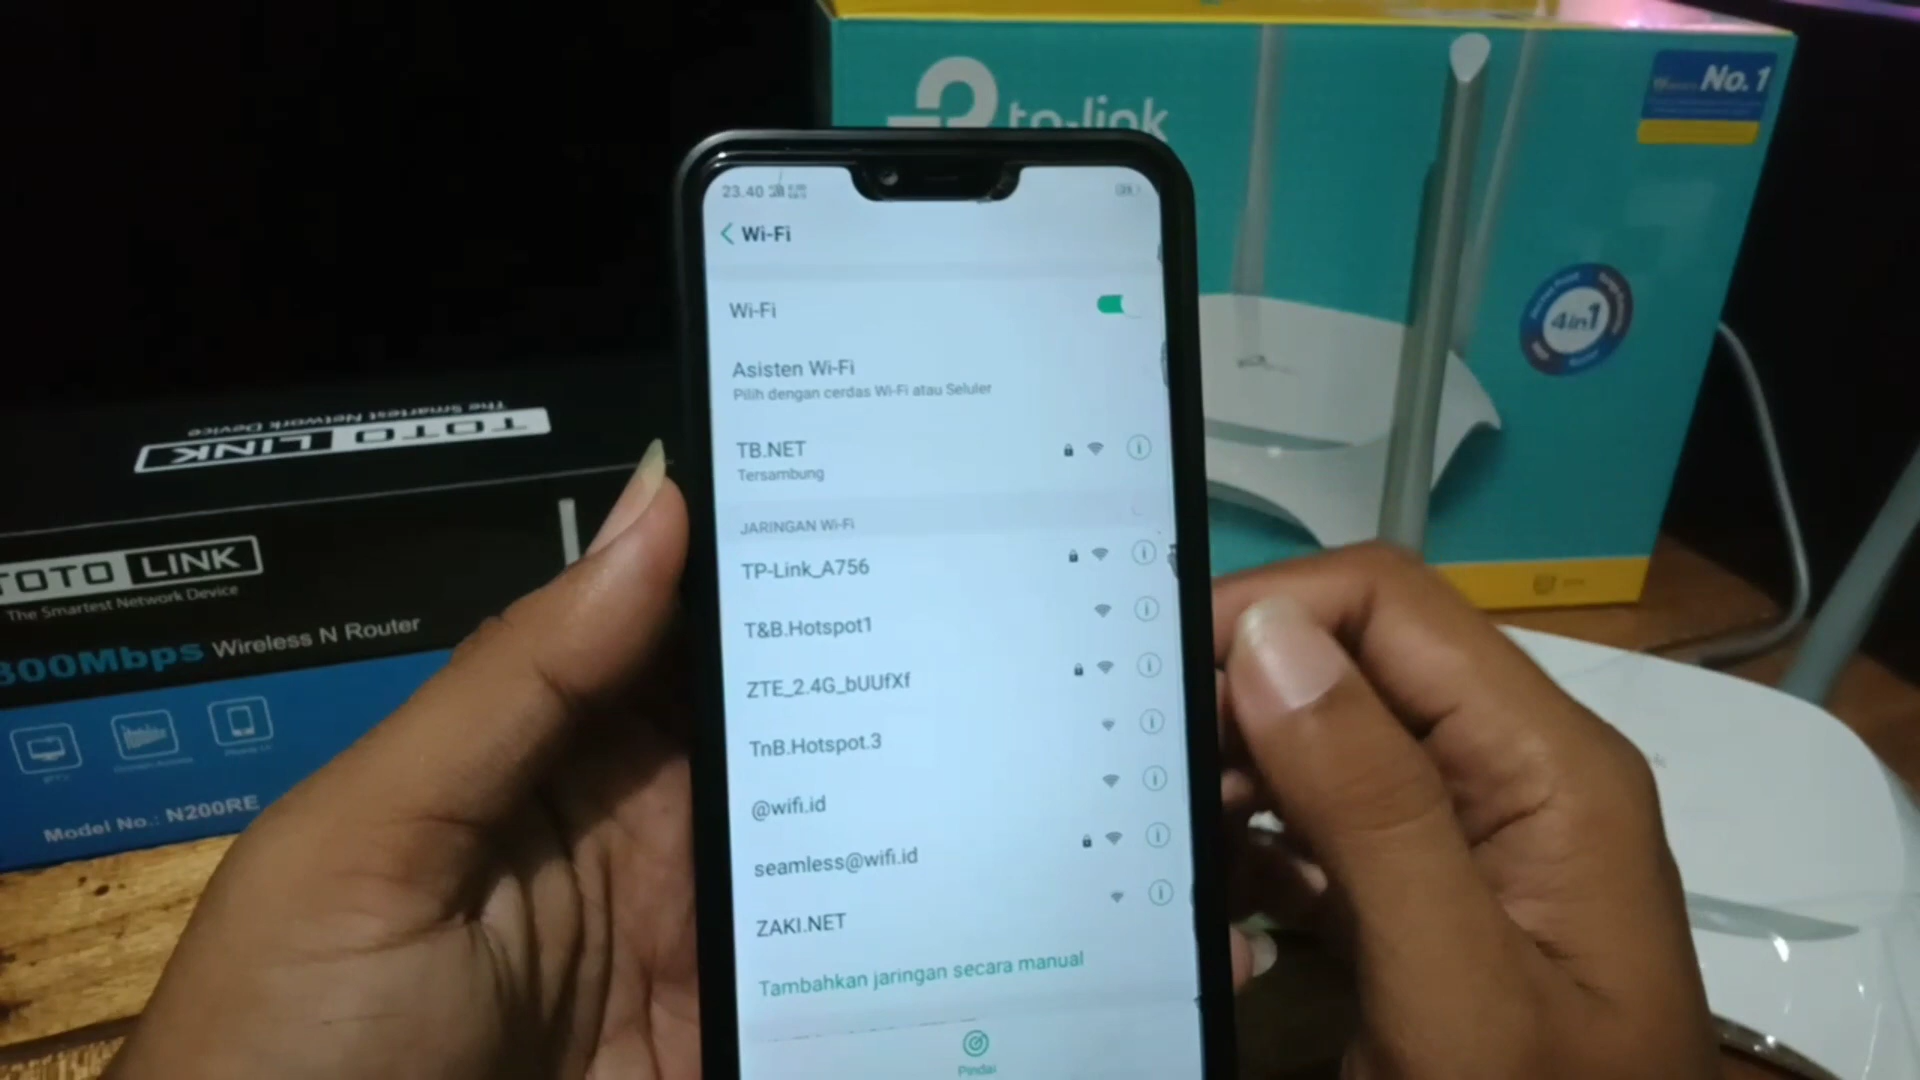 tp-link
No. 1
4in1
23.40
Wi-Fi
Wi-Fi
Asisten Wi-Fi
Pilih dengan cerdas Wi-Fi atau Seluler
TB.NET
Tersambung
JARINGAN Wi-Fi
TP-Link_A756
T&B.Hotspot1
ZTE_2.4G_bUUfXf
TnB.Hotspot.3
@wifi.id
seamless@wifi.id
ZAKI.NET
Tambahkan jaringan secara manual
Pindai
TOTO LINK
The Smartest Network Device
TOTO LINK
The Smartest Network Device
300Mbps Wireless N Router
Model No.: N200RE